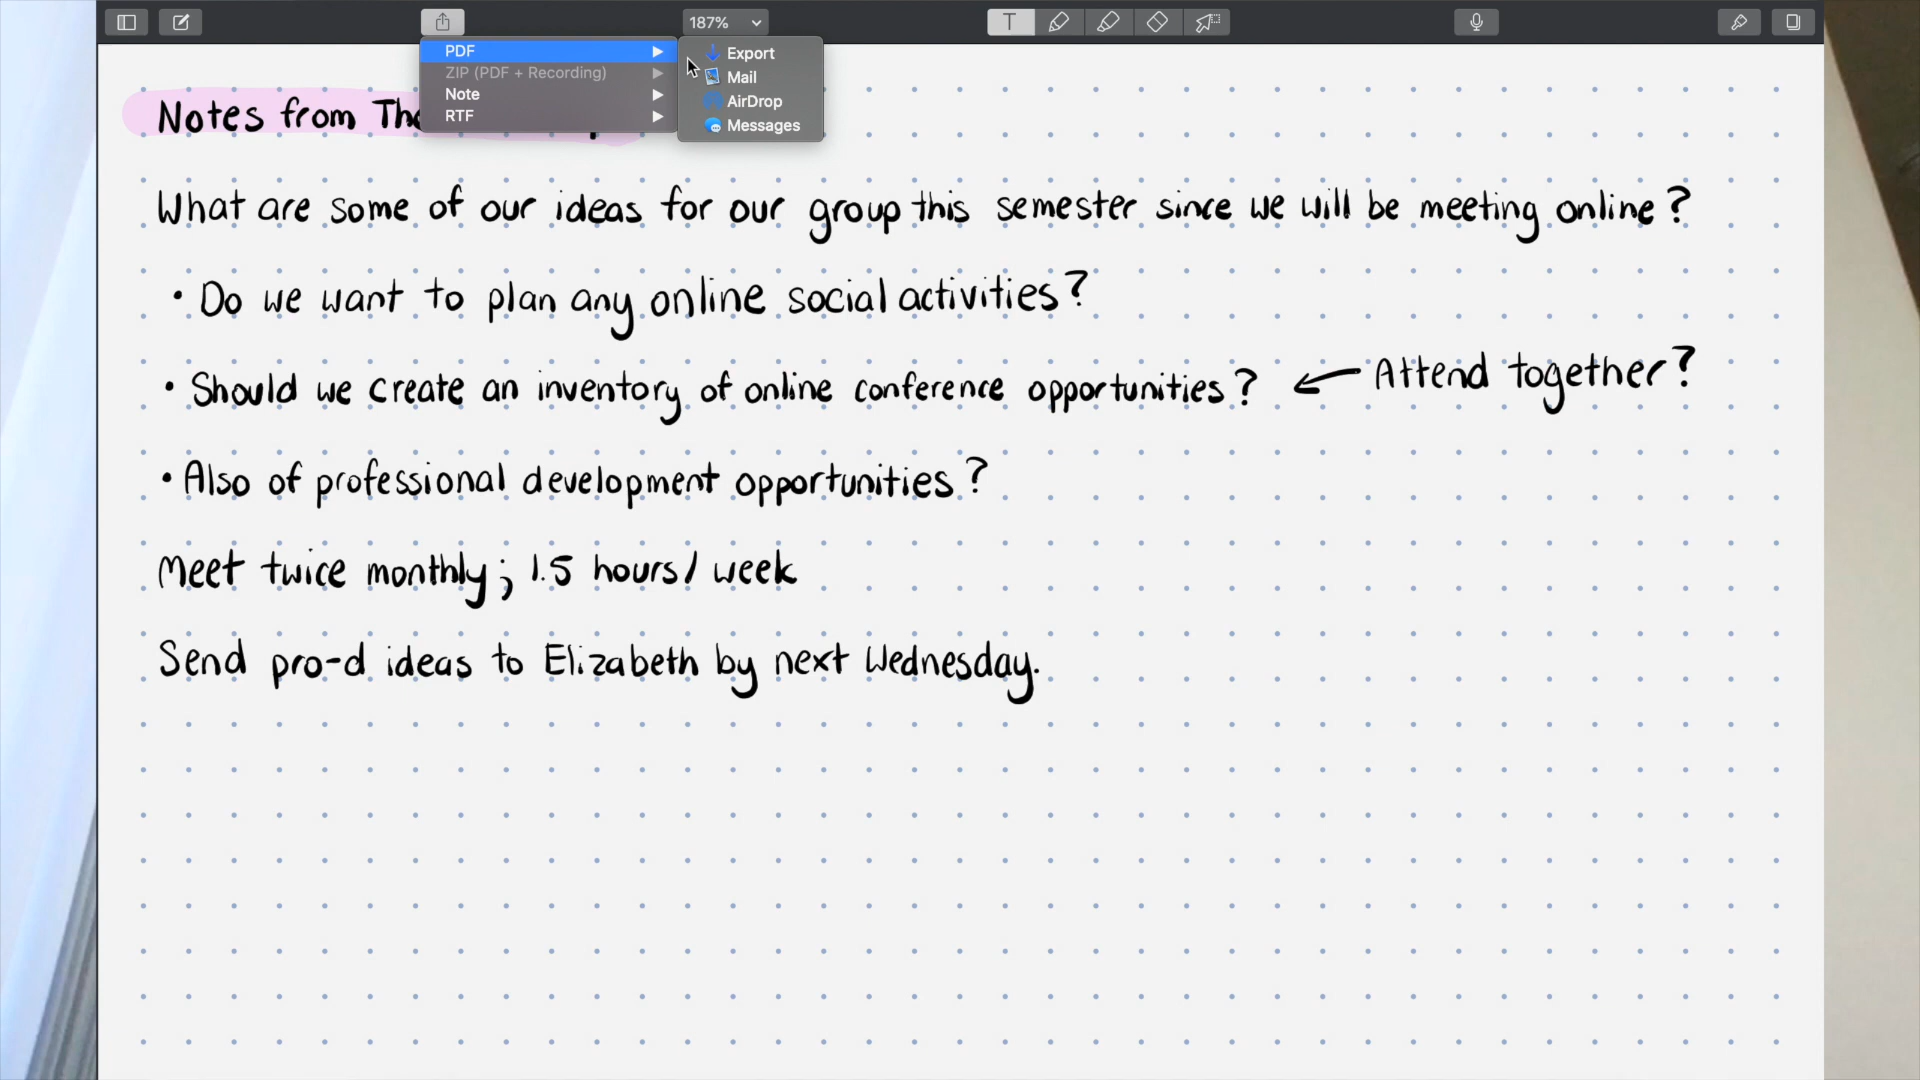 187%
T
PDF
ZIP (PDF + Recording)
Note
RTF
Export
Mail
AirDrop
Messages
Notes from
What are some of our ideas for our group this semester since we will be meeting online?
• Do we want to plan any online social activities?
• Should we create an inventory of online conference opportunities? ← Attend together?
• Also of professional development opportunities?
Meet twice monthly; 1.5 hours/ week
Send pro-d ideas to Elizabeth by next Wednesday.